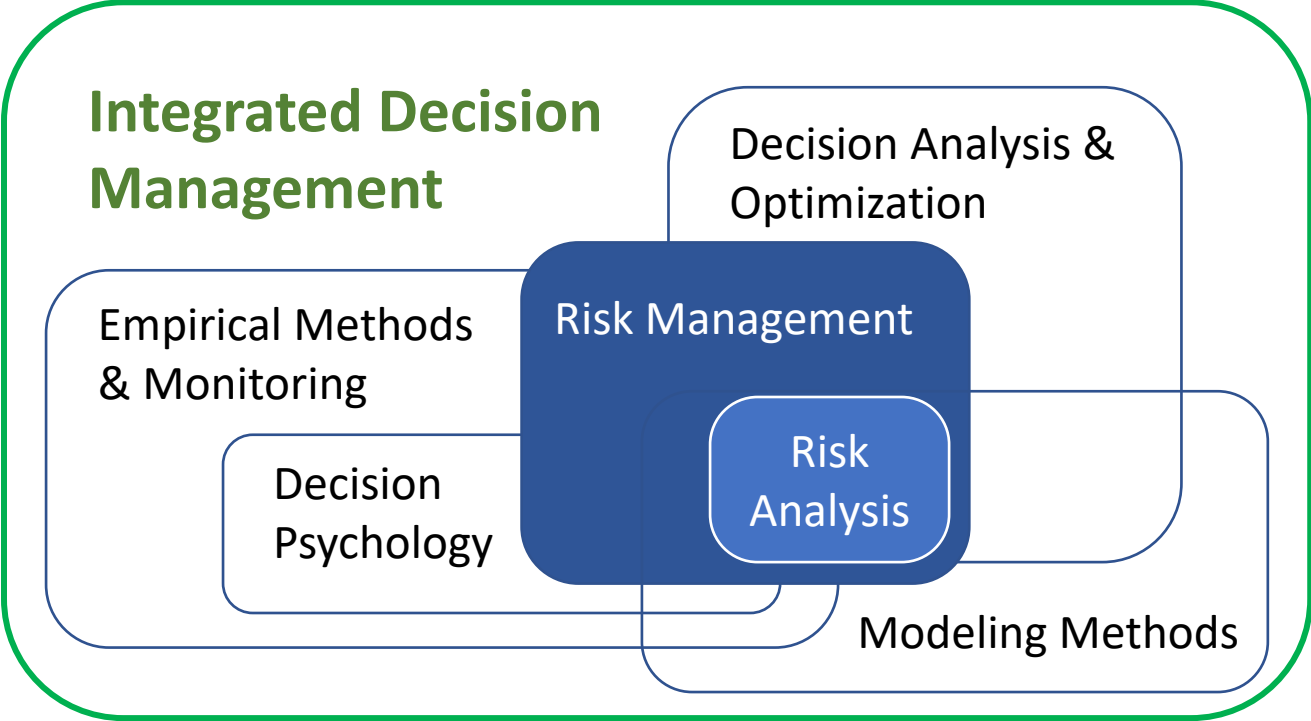 Integrated Decision
Management
Decision Analysis &
Optimization
Empirical Methods
& Monitoring
Risk Management
Decision
Psychology
Risk
Analysis
Modeling Methods